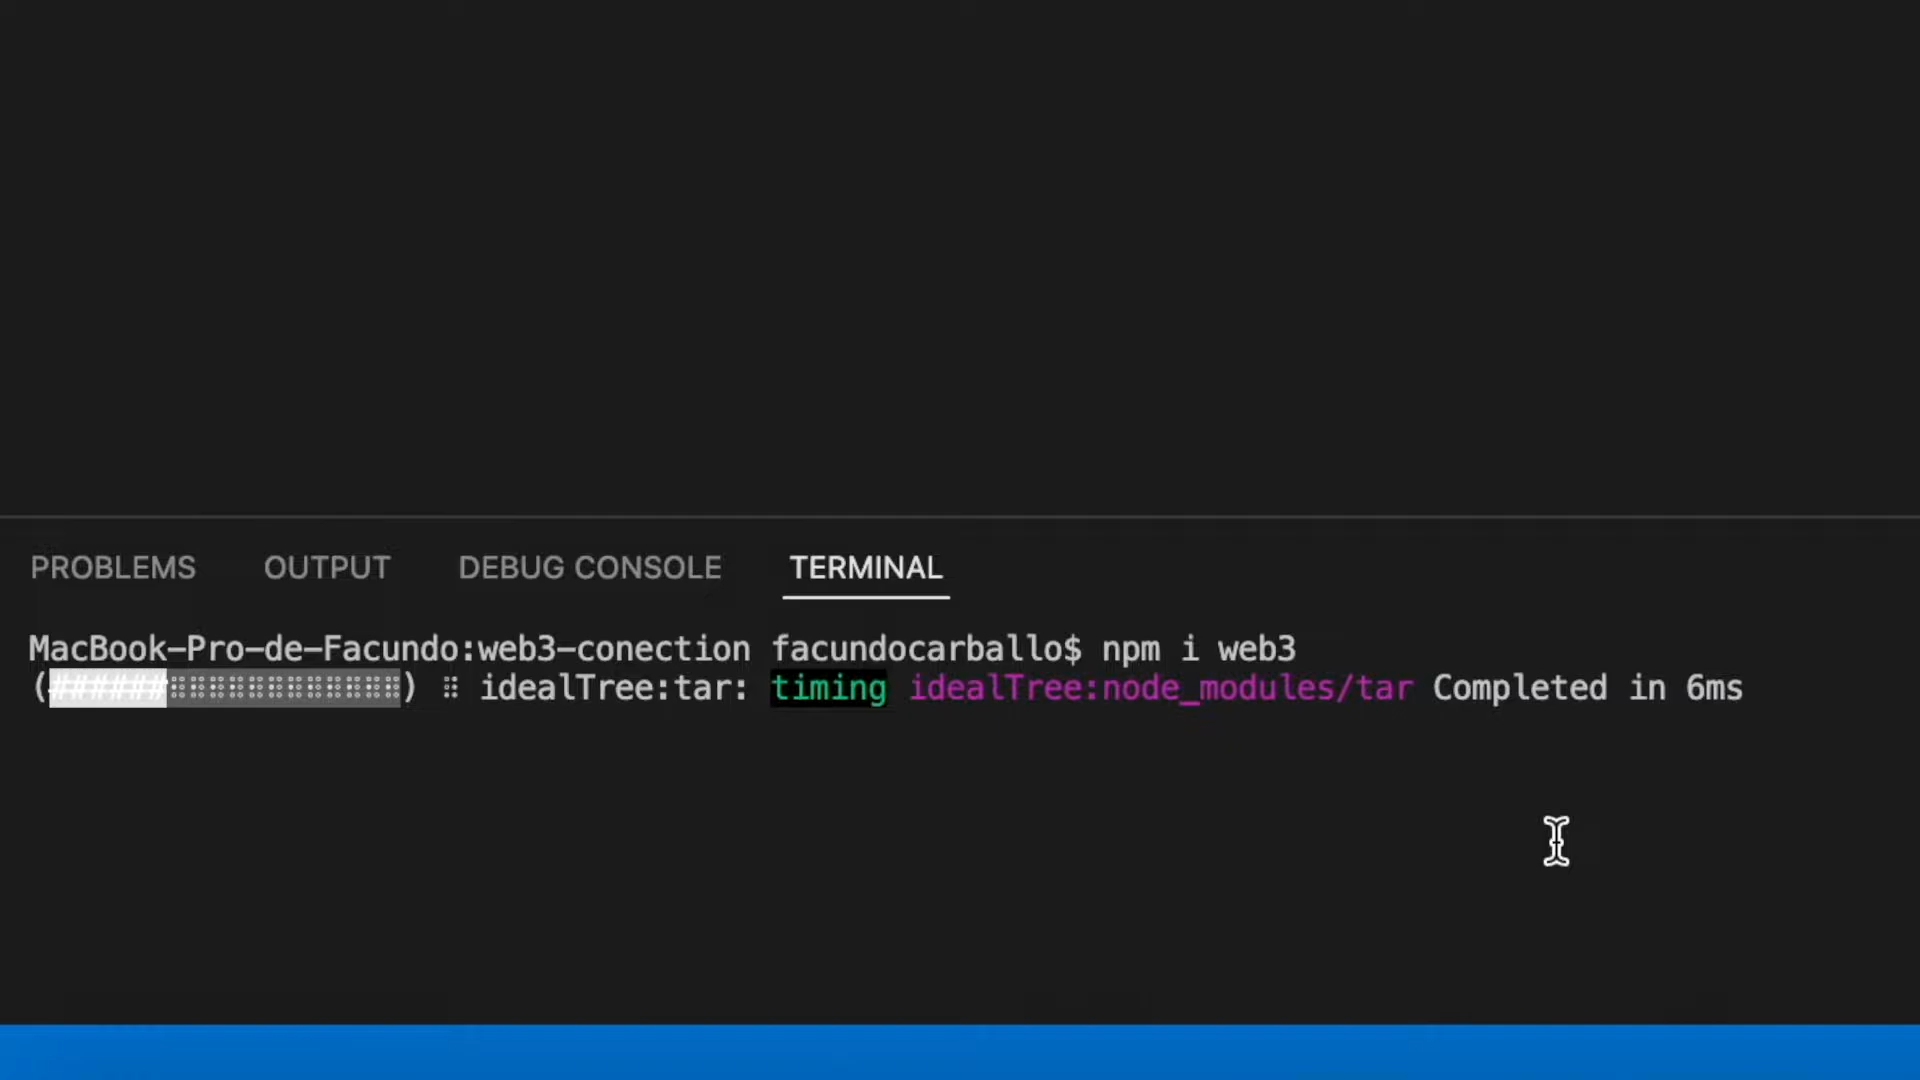 PROBLEMS OUTPUT DEBUG CONSOLE TERMINAL
MacBook-Pro-de-Facundo:web3-conection facundocarballo$ npm i web3
(######⠿⠿⠿⠿⠿⠿⠿⠿⠿⠿⠿⠿) ⠿ idealTree:tar: timing idealTree:node_modules/tar Completed in 6ms